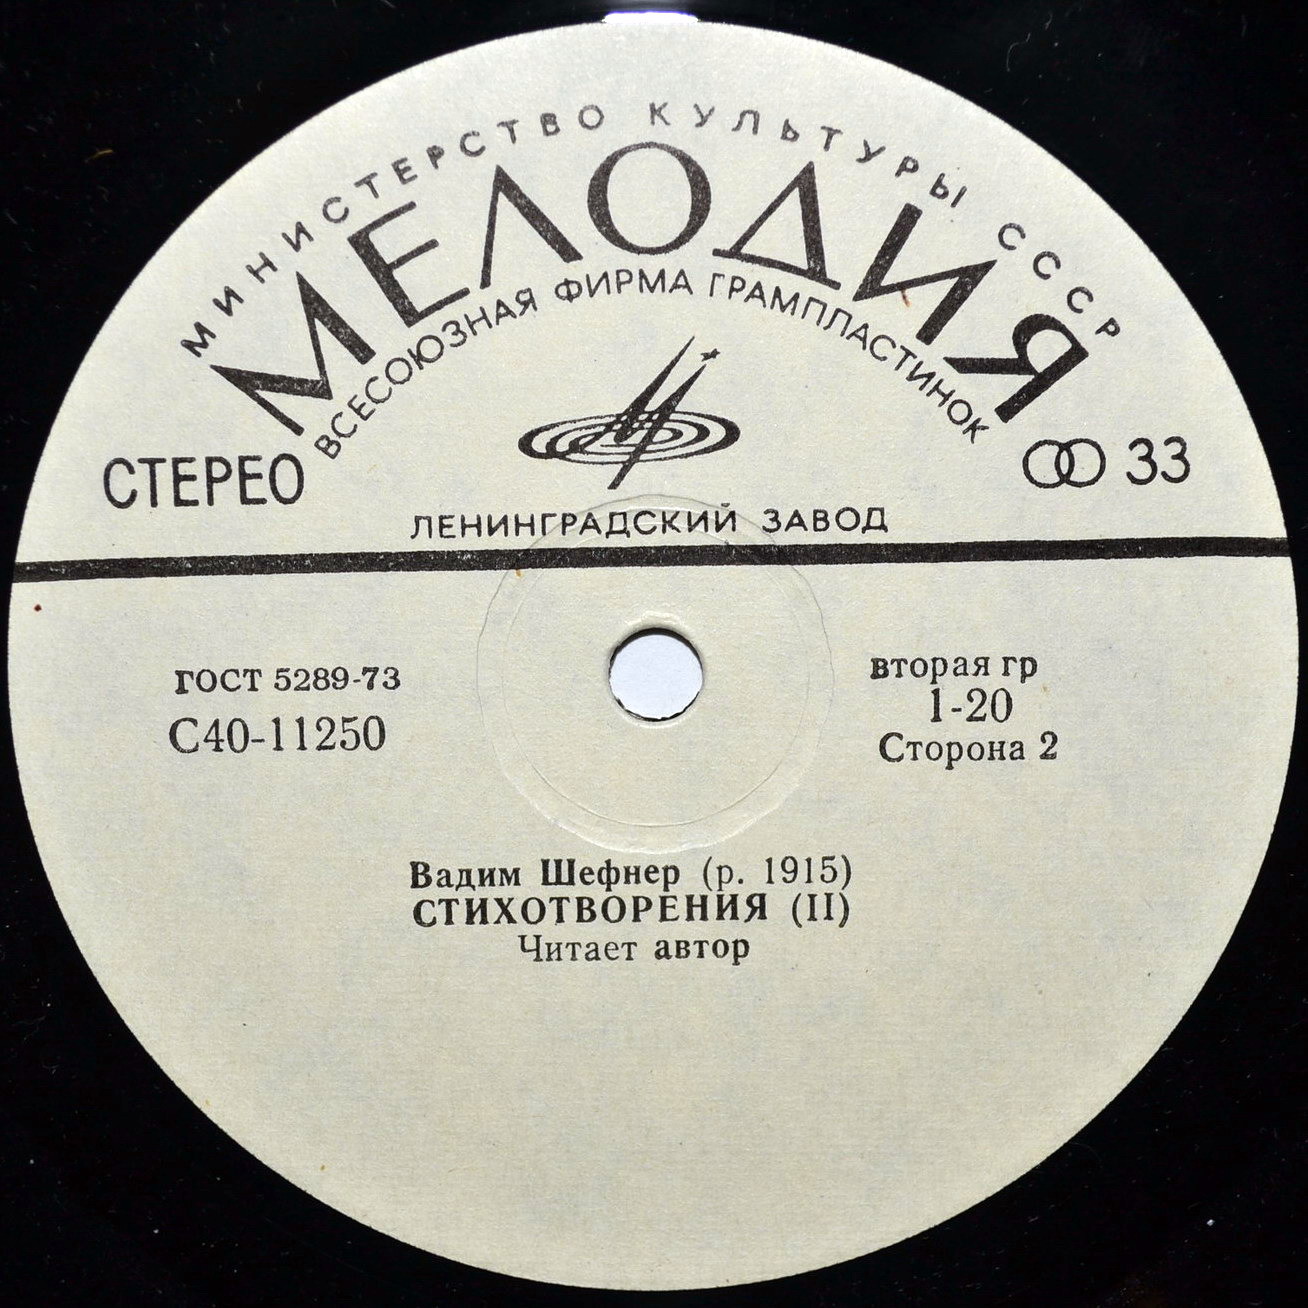 МИНИСТЕРСТВО КУЛЬТУРЫ СССР
МЕЛОДИЯ
ВСЕСОЮЗНАЯ ФИРМА ГРАМПЛАСТИНОК
СТЕРЕО
33
ЛЕНИНГРАДСКИЙ ЗАВОД
ГОСТ 5289-73
С40-11250
вторая гр
1-20
Сторона 2
Вадим Шефнер (р. 1915)
СТИХОТВОРЕНИЯ (II)
Читает автор